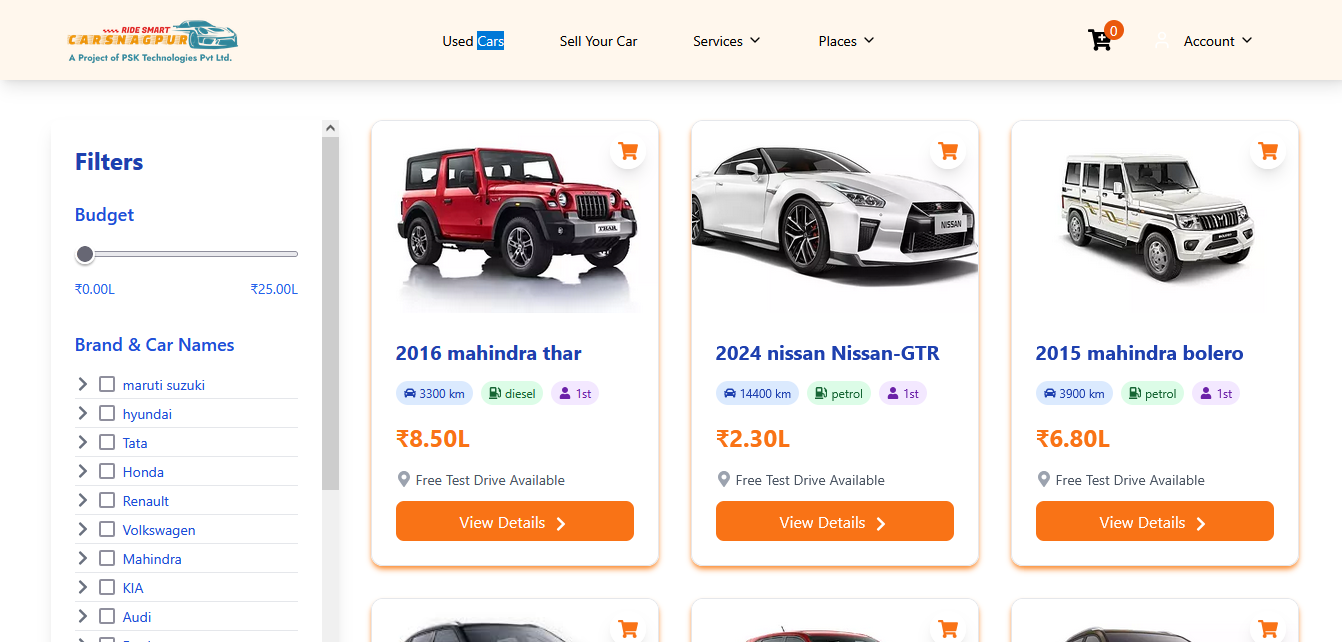 RIDE SMART
CARSNAGPUR
A Project of PSK Technologies Pvt Ltd.
Used Cars
Sell Your Car
Services
Places
0
Account
Filters
Budget
₹0.00L
₹25.00L
Brand & Car Names
maruti suzuki
hyundai
Tata
Honda
Renault
Volkswagen
Mahindra
KIA
Audi
THAR
2016 mahindra thar
3300 km
diesel
1st
₹8.50L
Free Test Drive Available
View Details
NISSAN
2024 nissan Nissan-GTR
14400 km
petrol
1st
₹2.30L
Free Test Drive Available
View Details
2015 mahindra bolero
3900 km
petrol
1st
₹6.80L
Free Test Drive Available
View Details